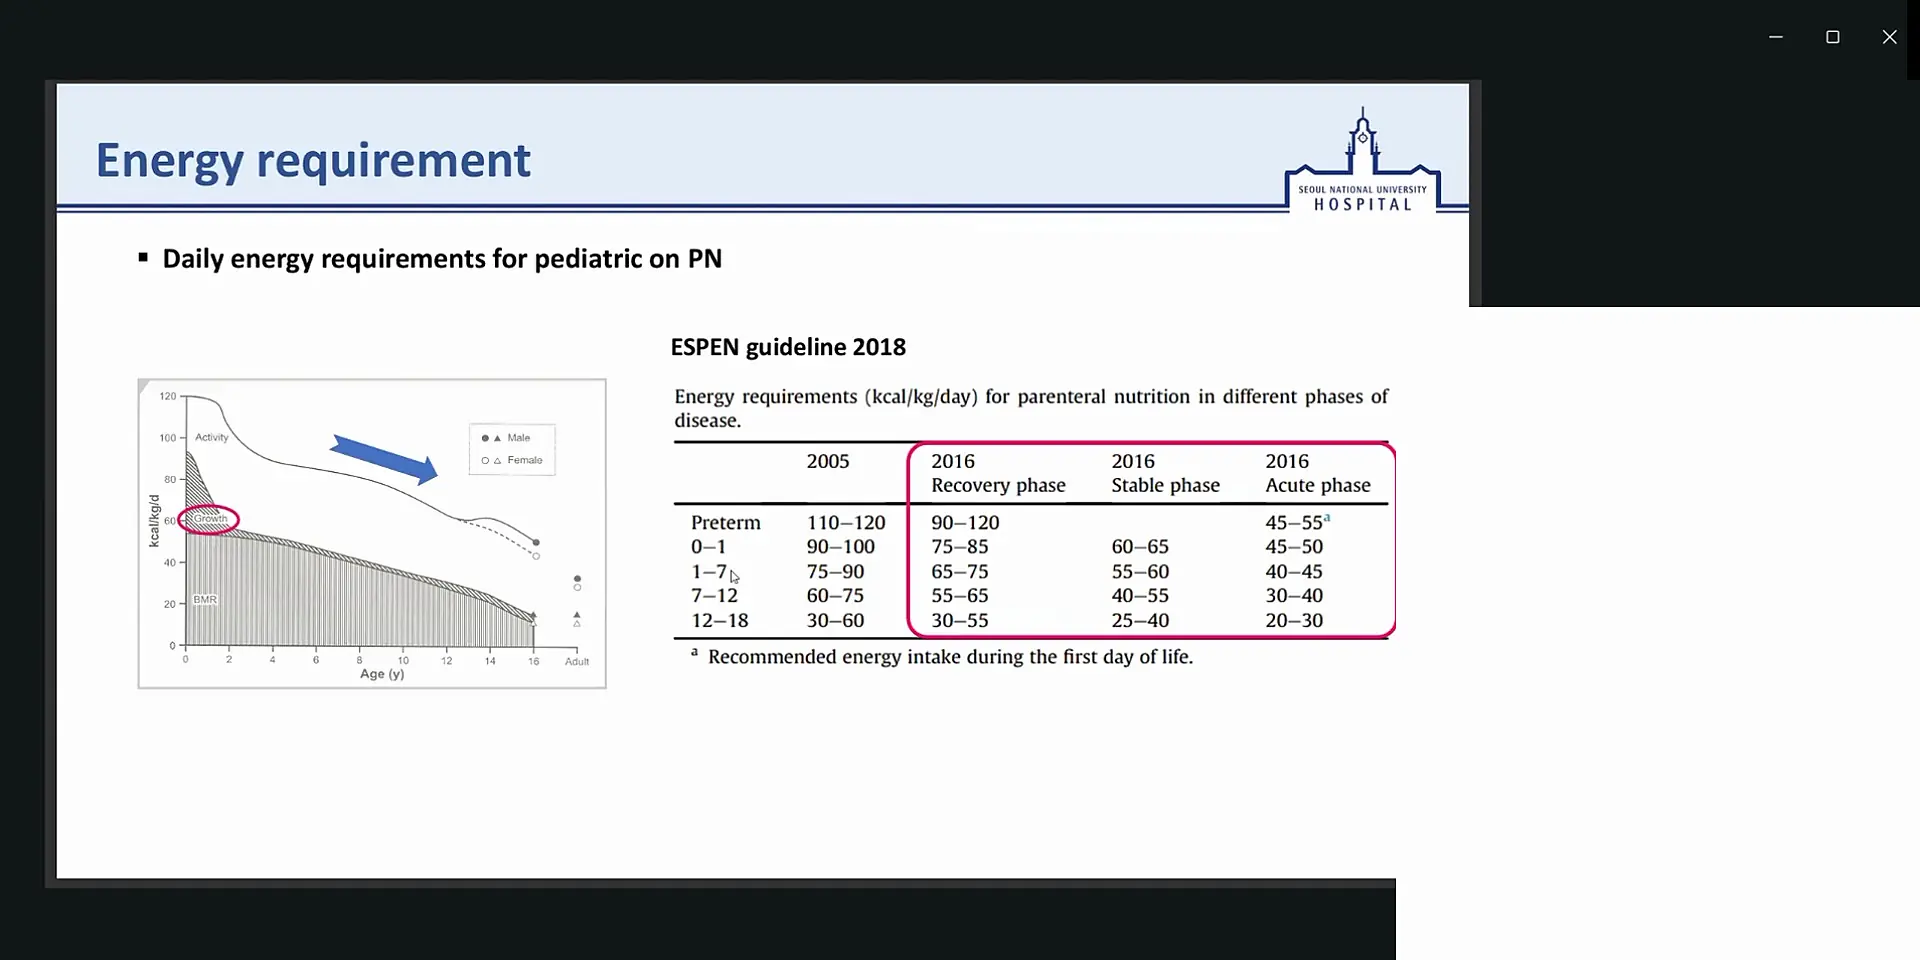 Energy requirement
SEOUL NATIONAL UNIVERSITY
HOSPITAL
▪ Daily energy requirements for pediatric on PN
ESPEN guideline 2018
Energy requirements (kcal/kg/day) for parenteral nutrition in different phases of
disease.
2005 2016 2016 2016
Recovery phase Stable phase Acute phase
Preterm 110–120 90–120 45–55a
0–1 90–100 75–85 60–65 45–50
1–7 75–90 65–75 55–60 40–45
7–12 60–75 55–65 40–55 30–40
12–18 30–60 30–55 25–40 20–30
a Recommended energy intake during the first day of life.
120
100
80
60
40
20
0
kcal/kg/d
Activity
Growth
BMR
Male
Female
0 2 4 6 8 10 12 14 16 Adult
Age (y)